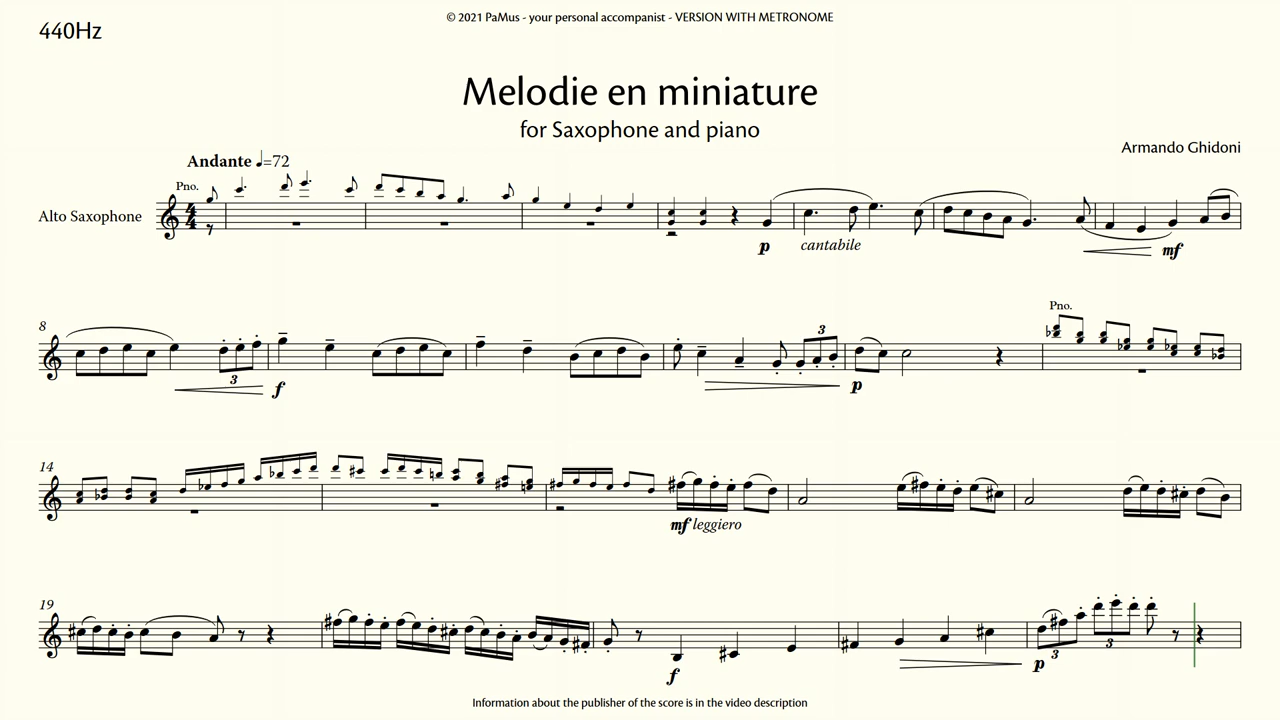 © 2021 PaMus - your personal accompanist - VERSION WITH METRONOME
440Hz
Melodie en miniature
for Saxophone and piano
Armando Ghidoni
Andante ♩=72
Pno.
Alto Saxophone
p cantabile mf
8
Pno.
3 3
f p
14
mf leggiero
19
3 3
f p
Information about the publisher of the score is in the video description